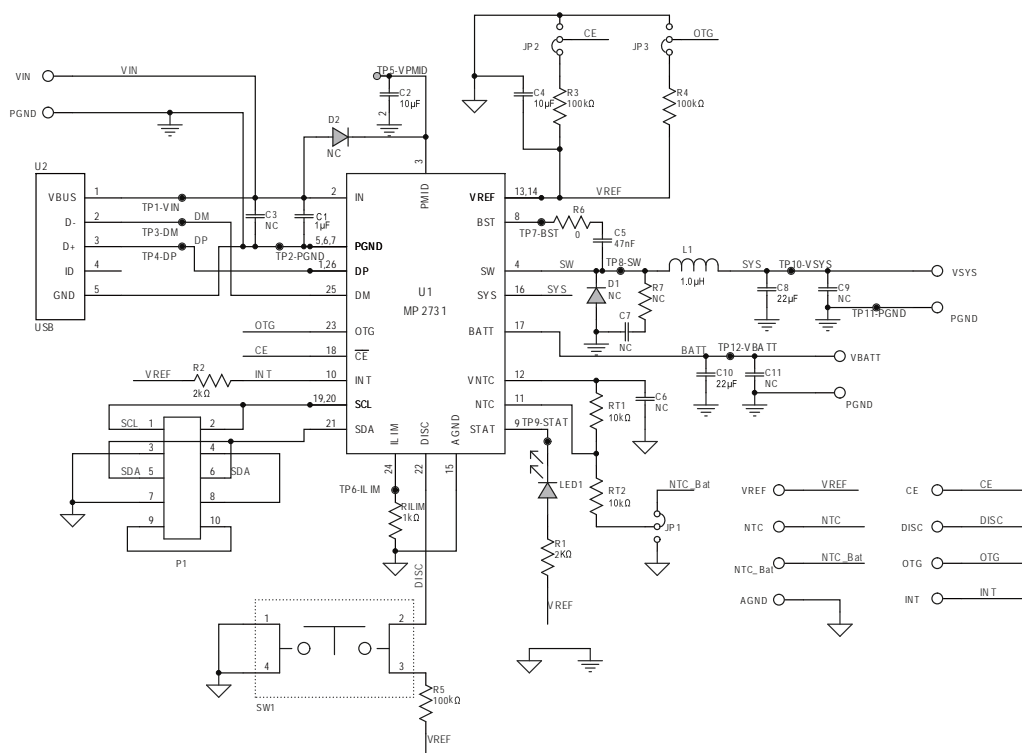 CE
OTG
JP2
JP3
VIN
VIN
TP5-VPMID
C2
10µF
2
C4
10µF
R3
100kΩ
R4
100kΩ
PGND
D2
NC
3
U2
VBUS
1
TP1-VIN
2
IN
PMID
VREF
13,14
VREF
D-
2
DM
TP3-DM
C3
NC
C1
1µF
BST
8
TP7-BST
R6
0
C5
47nF
D+
3
DP
TP4-DP
TP2-PGND
5,6,7
PGND
L1
1.0µH
ID
4
1,26
DP
SW
4
SW
TP8-SW
SYS
TP10-VSYS
VSYS
GND
5
25
DM
U1
MP2731
SYS
16
SYS
D1
NC
R7
NC
C8
22µF
C9
NC
TP11-PGND
PGND
USB
OTG
23
OTG
BATT
17
C7
NC
CE
18
CE
BATT
TP12-VBATT
VBATT
VREF
R2
2kΩ
INT
10
INT
VNTC
12
C10
22µF
C11
NC
19,20
SCL
NTC
11
RT1
10kΩ
C6
NC
PGND
SCL
1
2
21
SDA
STAT
9
TP9-STAT
3
4
ILIM
DISC
AGND
SDA
5
6
SDA
24
22
15
7
8
TP6-ILIM
LED1
RT2
10kΩ
NTC_Bat
JP1
9
10
RILIM
1kΩ
P1
R1
2KΩ
VREF
DISC
VREF
VREF
CE
CE
NTC
NTC
DISC
DISC
NTC_Bat
NTC_Bat
OTG
OTG
AGND
INT
INT
1
2
4
3
SW1
R5
100kΩ
VREF